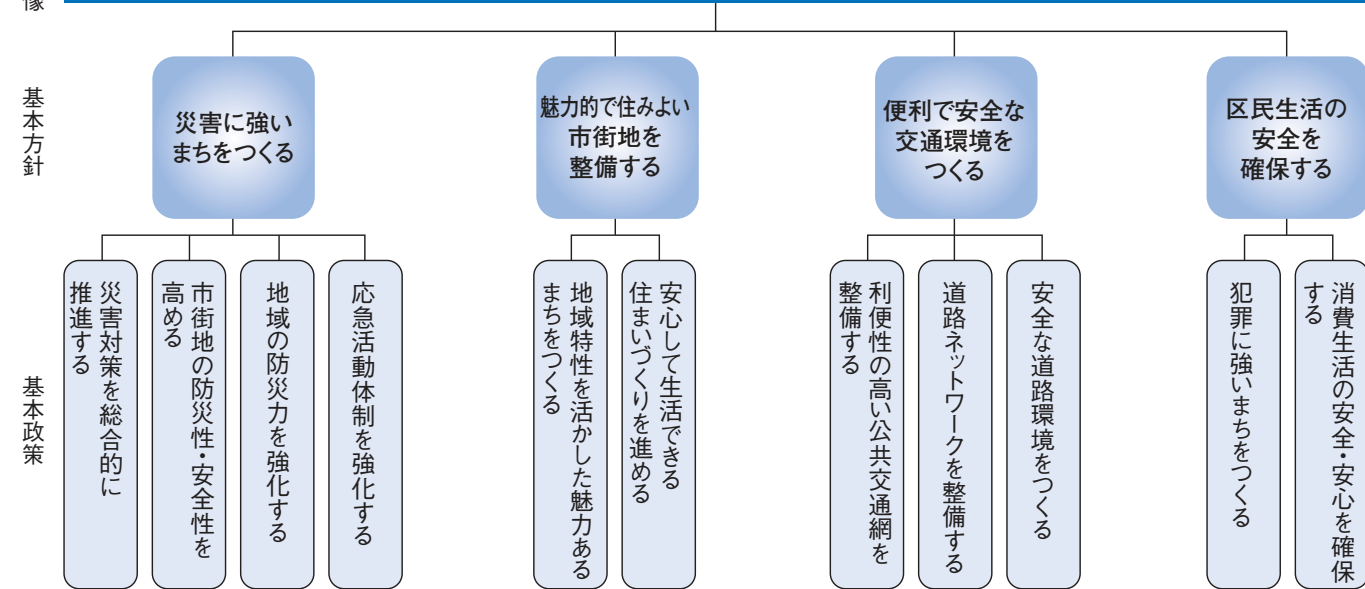 像
基本方針
災害に強い
まちをつくる
魅力的で住みよい
市街地を
整備する
便利で安全な
交通環境を
つくる
区民生活の
安全を
確保する
基本政策
災害対策を総合的に
推進する
市街地の防災性・安全性を
高める
地域の防災力を強化する
応急活動体制を強化する
地域特性を活かした魅力ある
まちをつくる
安心して生活できる
住まいづくりを進める
利便性の高い公共交通網を
整備する
道路ネットワークを整備する
安全な道路環境をつくる
犯罪に強いまちをつくる
消費生活の安全・安心を確保
する